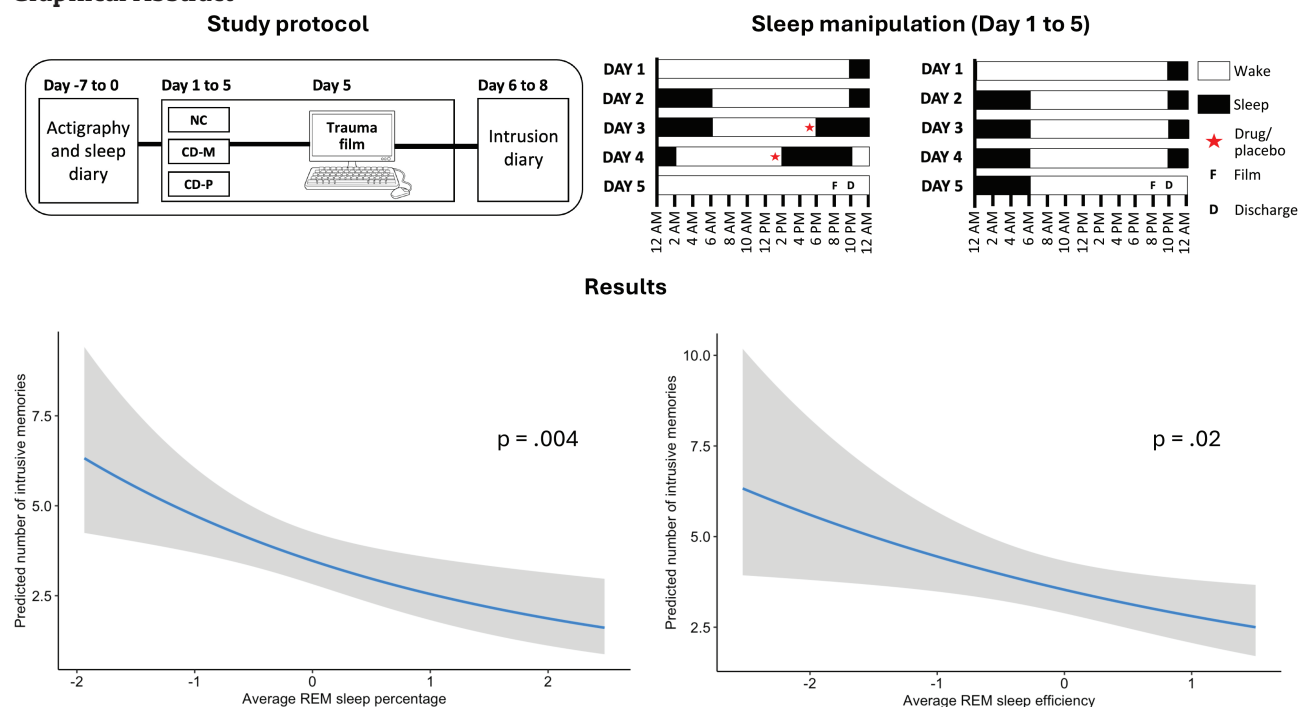 Graphical Abstract
Study protocol
Day -7 to 0
Day 1 to 5
Day 5
Day 6 to 8
Actigraphy
and sleep
diary
NC
CD-M
CD-P
Trauma
film
Intrusion
diary
Sleep manipulation (Day 1 to 5)
DAY 1
DAY 2
DAY 3
DAY 4
DAY 5
F D
12 AM
2 AM
4 AM
6 AM
8 AM
10 AM
12 PM
2 PM
4 PM
6 PM
8 PM
10 PM
12 AM
DAY 1
DAY 2
DAY 3
DAY 4
DAY 5
F D
12 AM
2 AM
4 AM
6 AM
8 AM
10 AM
12 PM
2 PM
4 PM
6 PM
8 PM
10 PM
12 AM
Wake
Sleep
Drug/
placebo
F Film
D Discharge
Results
Predicted number of intrusive memories
7.5
5.0
2.5
p = .004
-2
-1
0
1
2
Average REM sleep percentage
Predicted number of intrusive memories
10.0
7.5
5.0
2.5
p = .02
-2
-1
0
1
Average REM sleep efficiency